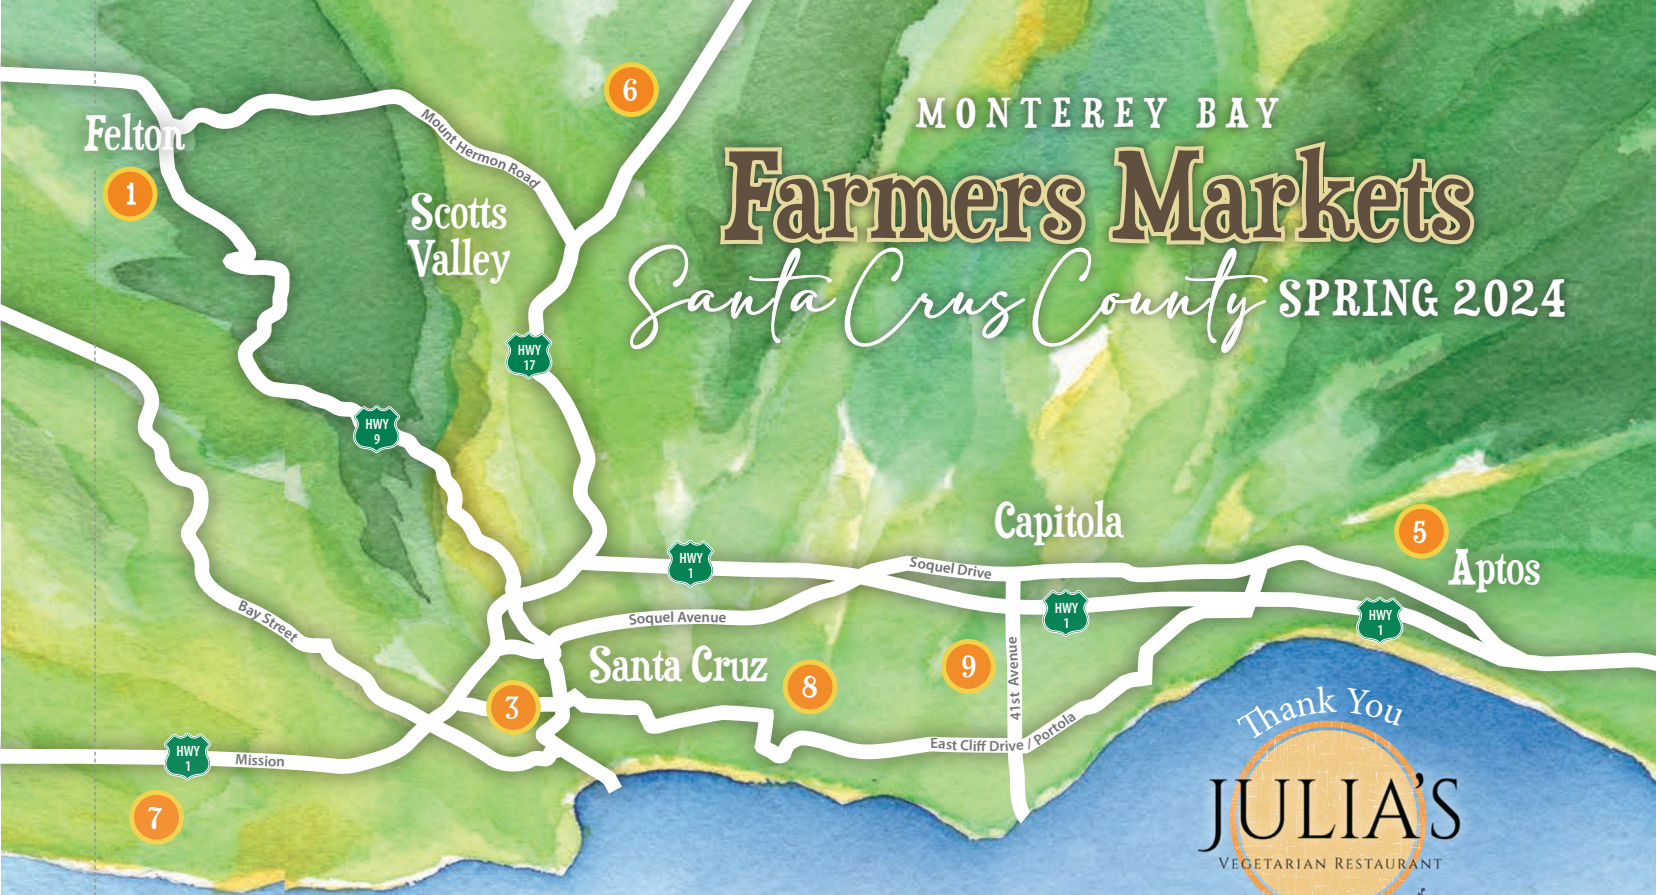 6
MONTEREY BAY
Felton
Mount Hermon Road
Farmers Markets
1
Scotts
Valley
Santa Crus County SPRING 2024
HWY
17
HWY
9
Capitola
5
HWY
1
Soquel Drive
Aptos
Bay Street
Soquel Avenue
HWY
1
HWY
1
Santa Cruz
8
9
41st Avenue
3
Thank You
East Cliff Drive / Portola
HWY
1
Mission
7
JULIA'S
VEGETARIAN RESTAURANT